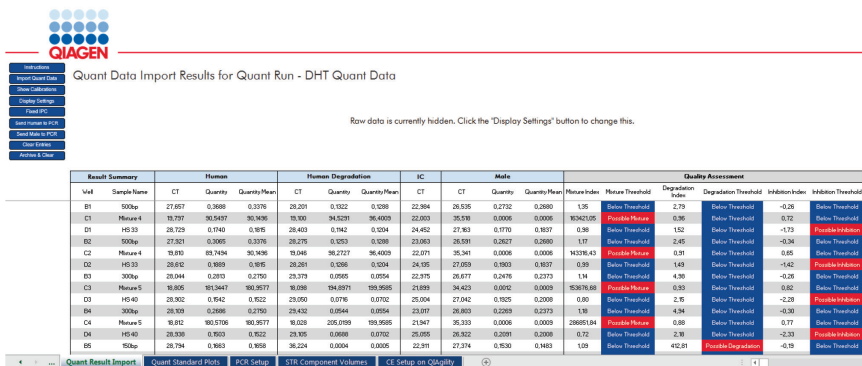 QIAGEN
Instructions
Import Quant Data
Show Calibrations
Display Settings
Fixed IPC
Send Human to PCR
Send Male to PCR
Clear Entries
Archive & Clear
Quant Data Import Results for Quant Run - DHT Quant Data
Raw data is currently hidden. Click the "Display Settings" button to change this.
Result Summary Human Human Degradation IC Male Quality Assessment
Well Sample Name CT Quantity Quantity Mean CT Quantity Quantity Mean CT CT Quantity Quantity Mean Mixture Index Mixture Threshold Degradation Index Degradation Threshold Inhibition Index Inhibition Threshold
B1 500bp 27,657 0,3688 0,3376 28,201 0,1322 0,1288 22,984 26,535 0,2732 0,2680 1,35 Below Threshold 2,79 Below Threshold -0,26 Below Threshold
C1 Mixture 4 19,797 90,5497 90,1496 19,100 94,5291 96,4009 22,003 35,518 0,0006 0,0006 163421,05 Possible Mixture 0,96 Below Threshold 0,72 Below Threshold
D1 HS 33 28,729 0,1740 0,1815 28,403 0,1142 0,1204 24,452 27,163 0,1770 0,1837 0,98 Below Threshold 1,52 Below Threshold -1,73 Possible Inhibition
B2 500bp 27,921 0,3065 0,3376 28,275 0,1253 0,1288 23,063 26,591 0,2627 0,2680 1,17 Below Threshold 2,45 Below Threshold -0,34 Below Threshold
C2 Mixture 4 19,810 89,7494 90,1496 19,046 98,2727 96,4009 22,071 35,341 0,0006 0,0006 143316,43 Possible Mixture 0,91 Below Threshold 0,65 Below Threshold
D2 HS 33 28,612 0,1889 0,1815 28,261 0,1266 0,1204 24,135 27,059 0,1903 0,1837 0,99 Below Threshold 1,49 Below Threshold -1,42 Possible Inhibition
B3 300bp 28,044 0,2813 0,2750 29,379 0,0565 0,0554 22,975 26,677 0,2476 0,2373 1,14 Below Threshold 4,98 Below Threshold -0,26 Below Threshold
C3 Mixture 5 18,805 181,3447 180,9577 18,098 194,8971 199,9585 21,899 34,423 0,0012 0,0009 153676,68 Possible Mixture 0,93 Below Threshold 0,82 Below Threshold
D3 HS 40 28,902 0,1542 0,1522 29,050 0,0716 0,0702 25,004 27,042 0,1925 0,2008 0,80 Below Threshold 2,15 Below Threshold -2,28 Possible Inhibition
B4 300bp 28,109 0,2686 0,2750 29,432 0,0544 0,0554 23,017 26,803 0,2269 0,2373 1,18 Below Threshold 4,94 Below Threshold -0,30 Below Threshold
C4 Mixture 5 18,812 180,5706 180,9577 18,028 205,0199 199,9585 21,947 35,333 0,0006 0,0009 286851,84 Possible Mixture 0,88 Below Threshold 0,77 Below Threshold
D4 HS 40 28,938 0,1503 0,1522 29,105 0,0688 0,0702 25,055 26,922 0,2091 0,2008 0,72 Below Threshold 2,18 Below Threshold -2,33 Possible Inhibition
B5 150bp 28,794 0,1663 0,1658 36,224 0,0004 0,0005 22,911 27,374 0,1530 0,1483 1,09 Below Threshold 412,81 Possible Degradation -0,19 Below Threshold
... Quant Result Import Quant Standard Plots PCR Setup STR Component Volumes CE Setup on QIAgility